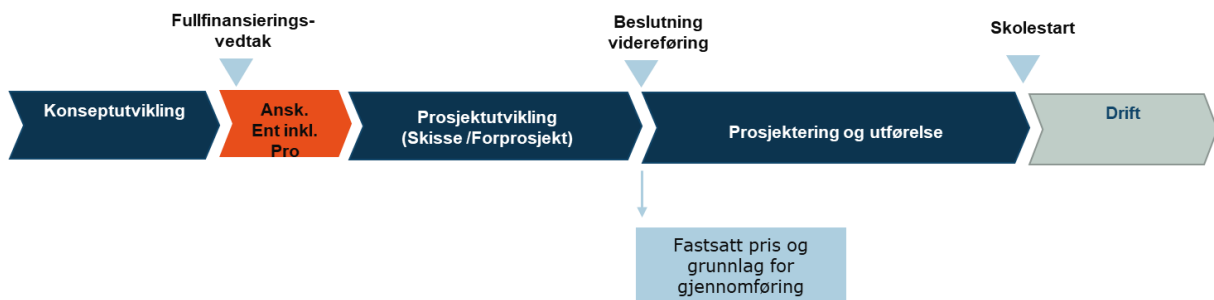 Fullfinansierings-
vedtak
Beslutning
videreføring
Skolestart
Konseptutvikling
Ansk.
Ent inkl.
Pro
Prosjektutvikling
(Skisse /Forprosjekt)
Prosjektering og utførelse
Drift
Fastsatt pris og
grunnlag for
gjennomføring